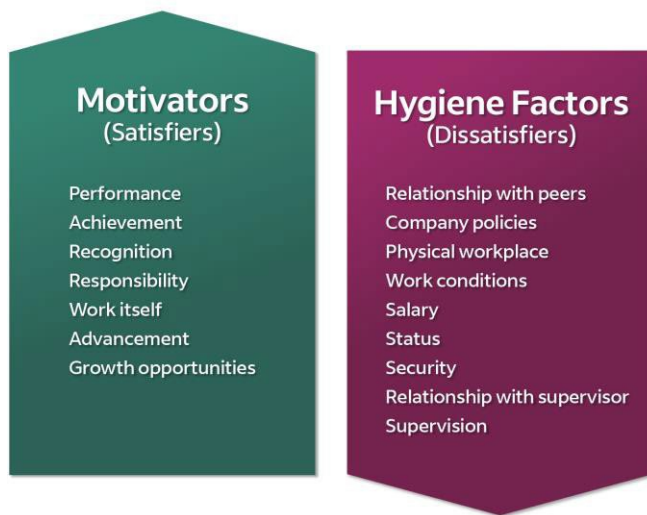 Motivators
(Satisfiers)
Performance
Achievement
Recognition
Responsibility
Work itself
Advancement
Growth opportunities
Hygiene Factors
(Dissatisfiers)
Relationship with peers
Company policies
Physical workplace
Work conditions
Salary
Status
Security
Relationship with supervisor
Supervision